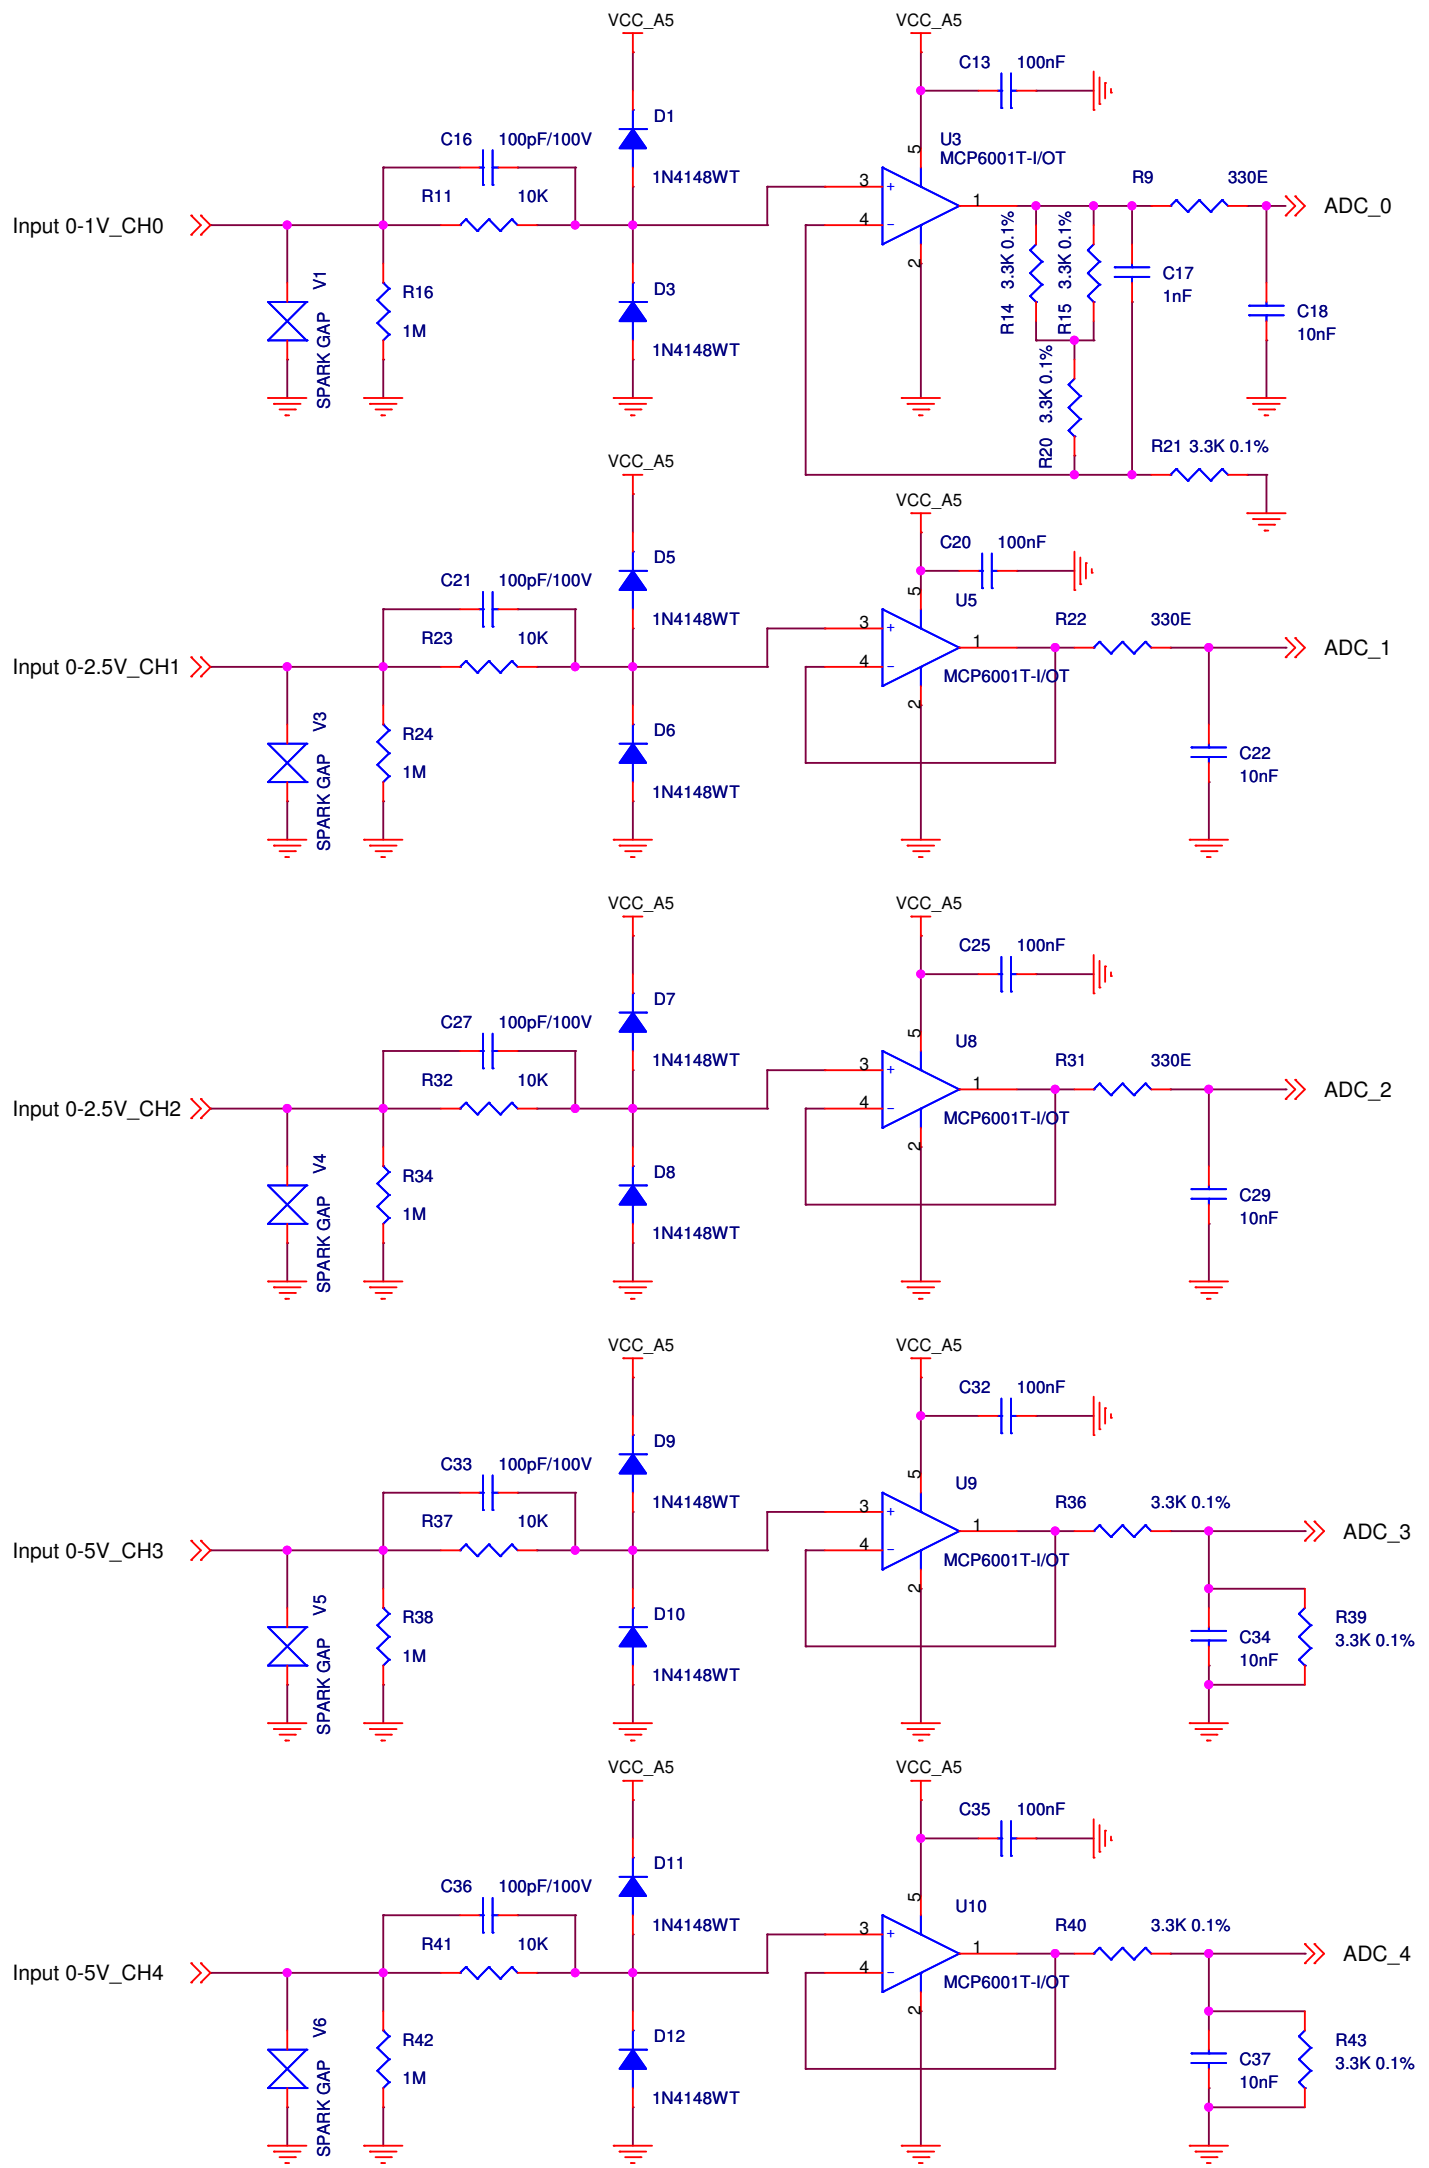 VCC_A5
VCC_A5
C13 100nF
D1
C16 100pF/100V
1N4148WT
U3
MCP6001T-I/OT
5
R11 10K
3
+
1
R9 330E
Input 0-1V_CH0
4
-
ADC_0
2
R14 3.3K 0.1%
R15 3.3K 0.1%
C17
1nF
V1
SPARK GAP
R16
1M
D3
1N4148WT
C18
10nF
R20 3.3K 0.1%
R21 3.3K 0.1%
VCC_A5
VCC_A5
C20 100nF
D5
C21 100pF/100V
1N4148WT
5
U5
R23 10K
3
+
1
R22 330E
Input 0-2.5V_CH1
4
-
MCP6001T-I/OT
ADC_1
2
V3
SPARK GAP
R24
1M
D6
1N4148WT
C22
10nF
VCC_A5
VCC_A5
C25 100nF
D7
C27 100pF/100V
1N4148WT
5
U8
R32 10K
3
+
1
R31 330E
Input 0-2.5V_CH2
4
-
MCP6001T-I/OT
ADC_2
2
V4
SPARK GAP
R34
1M
D8
1N4148WT
C29
10nF
VCC_A5
VCC_A5
C32 100nF
D9
C33 100pF/100V
1N4148WT
5
U9
R37 10K
3
+
1
R36 3.3K 0.1%
Input 0-5V_CH3
4
-
MCP6001T-I/OT
ADC_3
2
V5
SPARK GAP
R38
1M
D10
1N4148WT
C34
10nF
R39
3.3K 0.1%
VCC_A5
VCC_A5
C35 100nF
D11
C36 100pF/100V
1N4148WT
5
U10
R41 10K
3
+
1
R40 3.3K 0.1%
Input 0-5V_CH4
4
-
MCP6001T-I/OT
ADC_4
2
V6
SPARK GAP
R42
1M
D12
1N4148WT
C37
10nF
R43
3.3K 0.1%